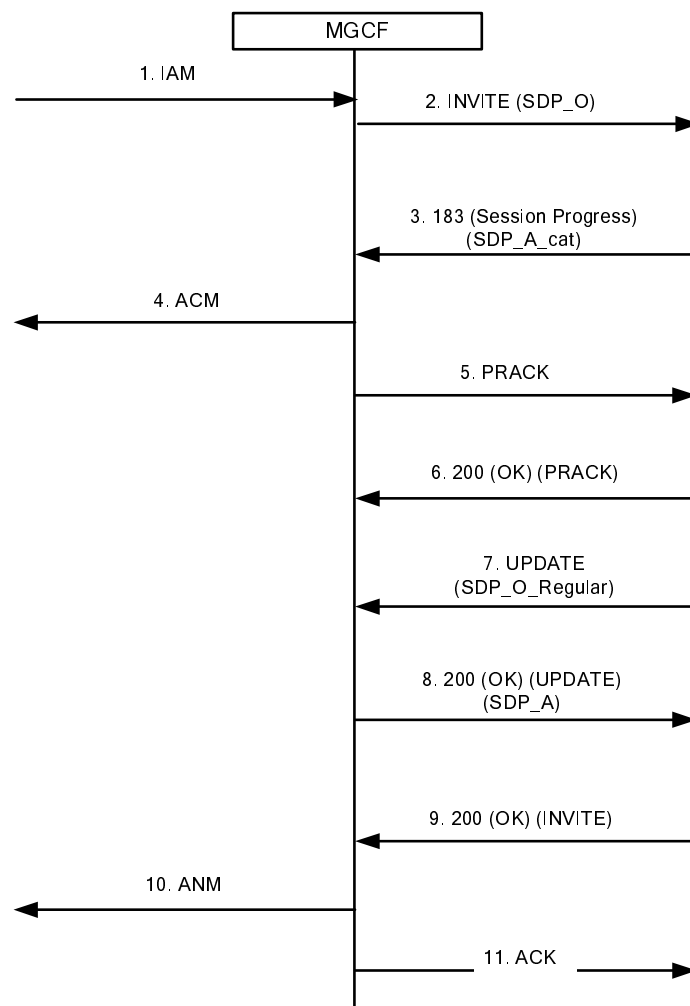 MGCF
1. IAM
2. INVITE (SDP_O)
3. 183 (Session Progress)
(SDP_A_cat)
4. ACM
5. PRACK
6. 200 (OK) (PRACK)
7. UPDATE
(SDP_O_Regular)
8. 200 (OK) (UPDATE)
(SDP_A)
9. 200 (OK) (INVITE)
10. ANM
11. ACK